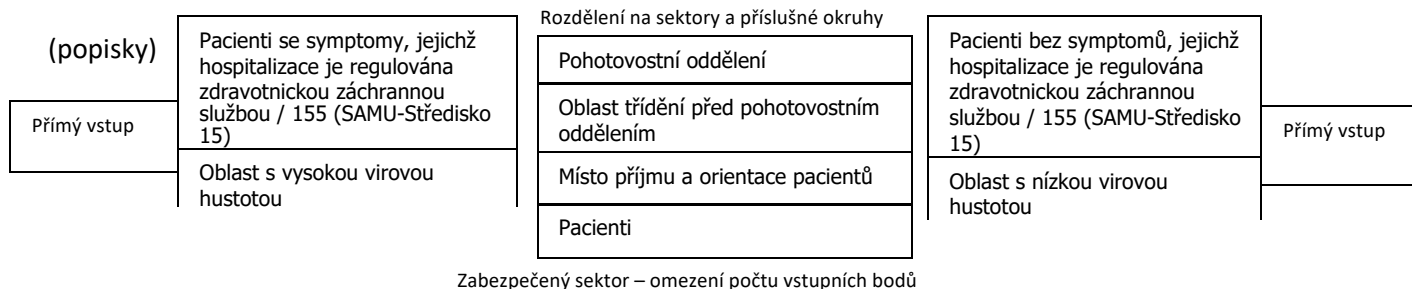 Rozdělení na sektory a příslušné okruhy
(popisky)
Přímý vstup
Pacienti se symptomy, jejichž
hospitalizace je regulována
zdravotnickou záchrannou
službou / 155 (SAMU-Středisko
15)
Oblast s vysokou virovou
hustotou
Pohotovostní oddělení
Oblast třídění před pohotovostním
oddělením
Místo příjmu a orientace pacientů
Pacienti
Pacienti bez symptomů, jejichž
hospitalizace je regulována
zdravotnickou záchrannou
službou / 155 (SAMU-Středisko
15)
Oblast s nízkou virovou
hustotou
Přímý vstup
Zabezpečený sektor – omezení počtu vstupních bodů